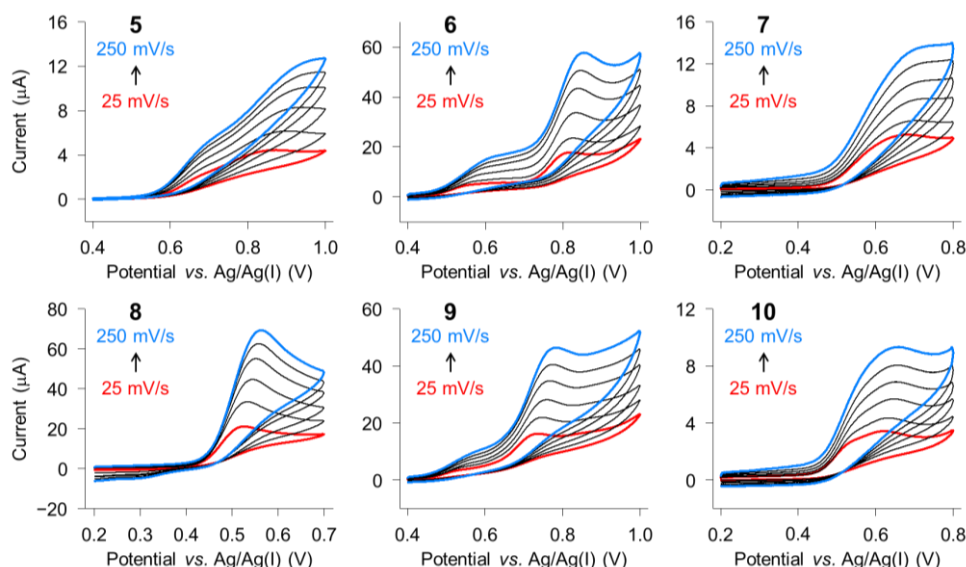 5
250 mV/s
25 mV/s
16
12
8
4
0
Current (μA)
0.4 0.6 0.8 1.0
Potential vs. Ag/Ag(I) (V)
6
250 mV/s
25 mV/s
60
40
20
0
0.4 0.6 0.8 1.0
Potential vs. Ag/Ag(I) (V)
7
250 mV/s
25 mV/s
16
12
8
4
0
0.2 0.4 0.6 0.8
Potential vs. Ag/Ag(I) (V)
8
250 mV/s
25 mV/s
80
60
40
20
0
−20
Current (μA)
0.2 0.3 0.4 0.5 0.6 0.7
Potential vs. Ag/Ag(I) (V)
9
250 mV/s
25 mV/s
60
40
20
0
0.4 0.6 0.8 1.0
Potential vs. Ag/Ag(I) (V)
10
250 mV/s
25 mV/s
12
8
4
0
0.2 0.4 0.6 0.8
Potential vs. Ag/Ag(I) (V)